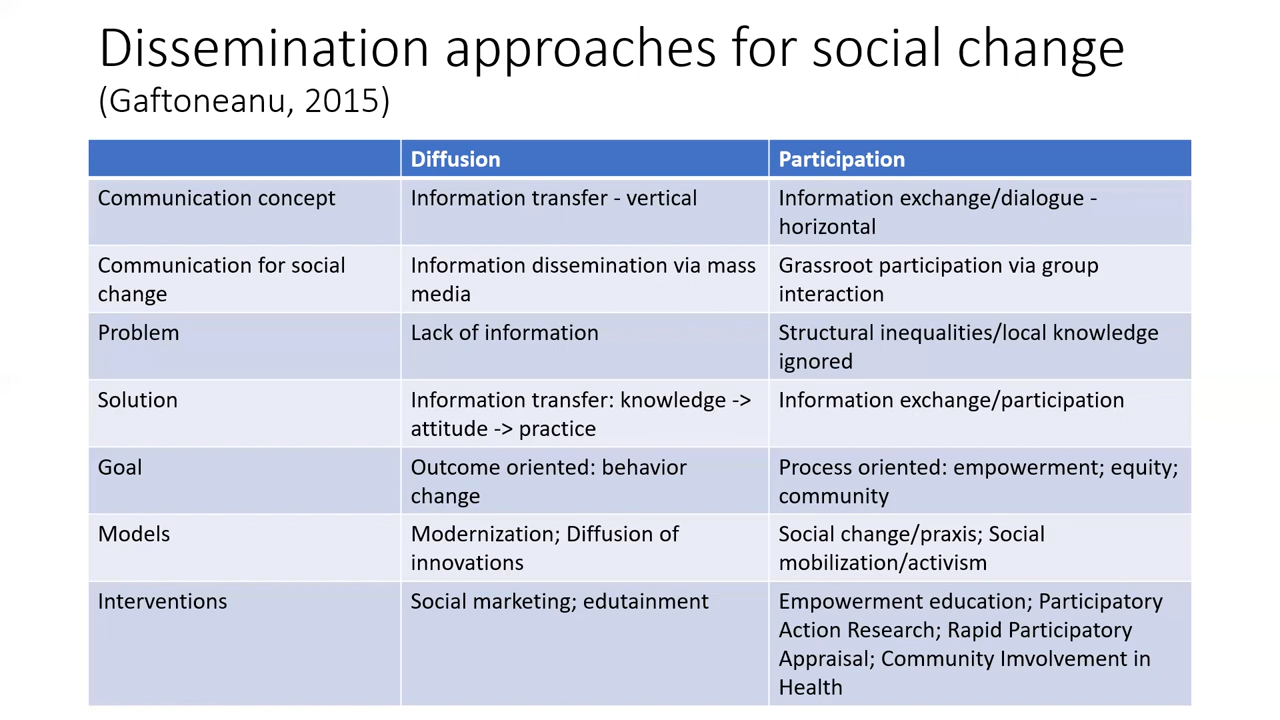 Dissemination approaches for social change
(Gaftoneanu, 2015)
Diffusion
Participation
Communication concept
Information transfer - vertical
Information exchange/dialogue -
horizontal
Communication for social
change
Information dissemination via mass
media
Grassroot participation via group
interaction
Problem
Lack of information
Structural inequalities/local knowledge
ignored
Solution
Information transfer: knowledge ->
attitude -> practice
Information exchange/participation
Goal
Outcome oriented: behavior
change
Process oriented: empowerment; equity;
community
Models
Modernization; Diffusion of
innovations
Social change/praxis; Social
mobilization/activism
Interventions
Social marketing; edutainment
Empowerment education; Participatory
Action Research; Rapid Participatory
Appraisal; Community Imvolvement in
Health